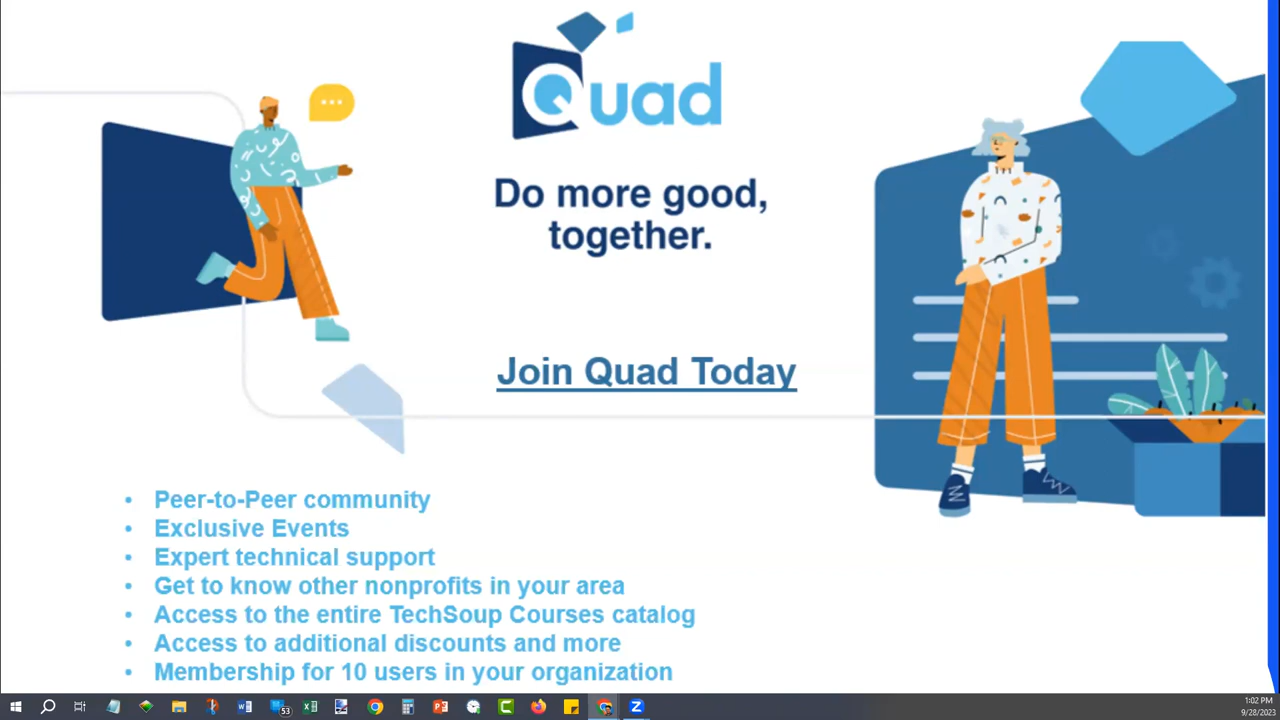 Quad
Do more good,
together.
Join Quad Today
• Peer-to-Peer community
• Exclusive Events
• Expert technical support
• Get to know other nonprofits in your area
• Access to the entire TechSoup Courses catalog
• Access to additional discounts and more
• Membership for 10 users in your organization
53
1:02 PM
9/28/2023